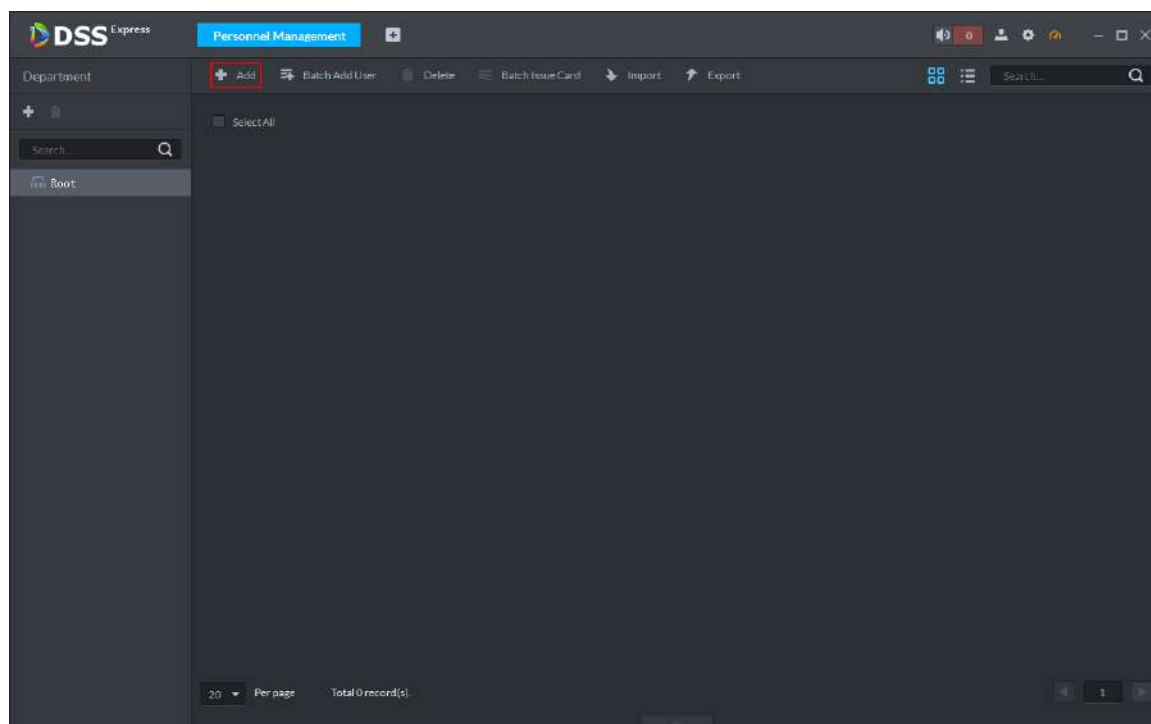 DSS Express
Personnel Management
0
Department
Add Batch Add User Delete Batch Issue Card Import Export
Search...
Select All
Search...
Root
20 Per page Total 0 record(s).
1